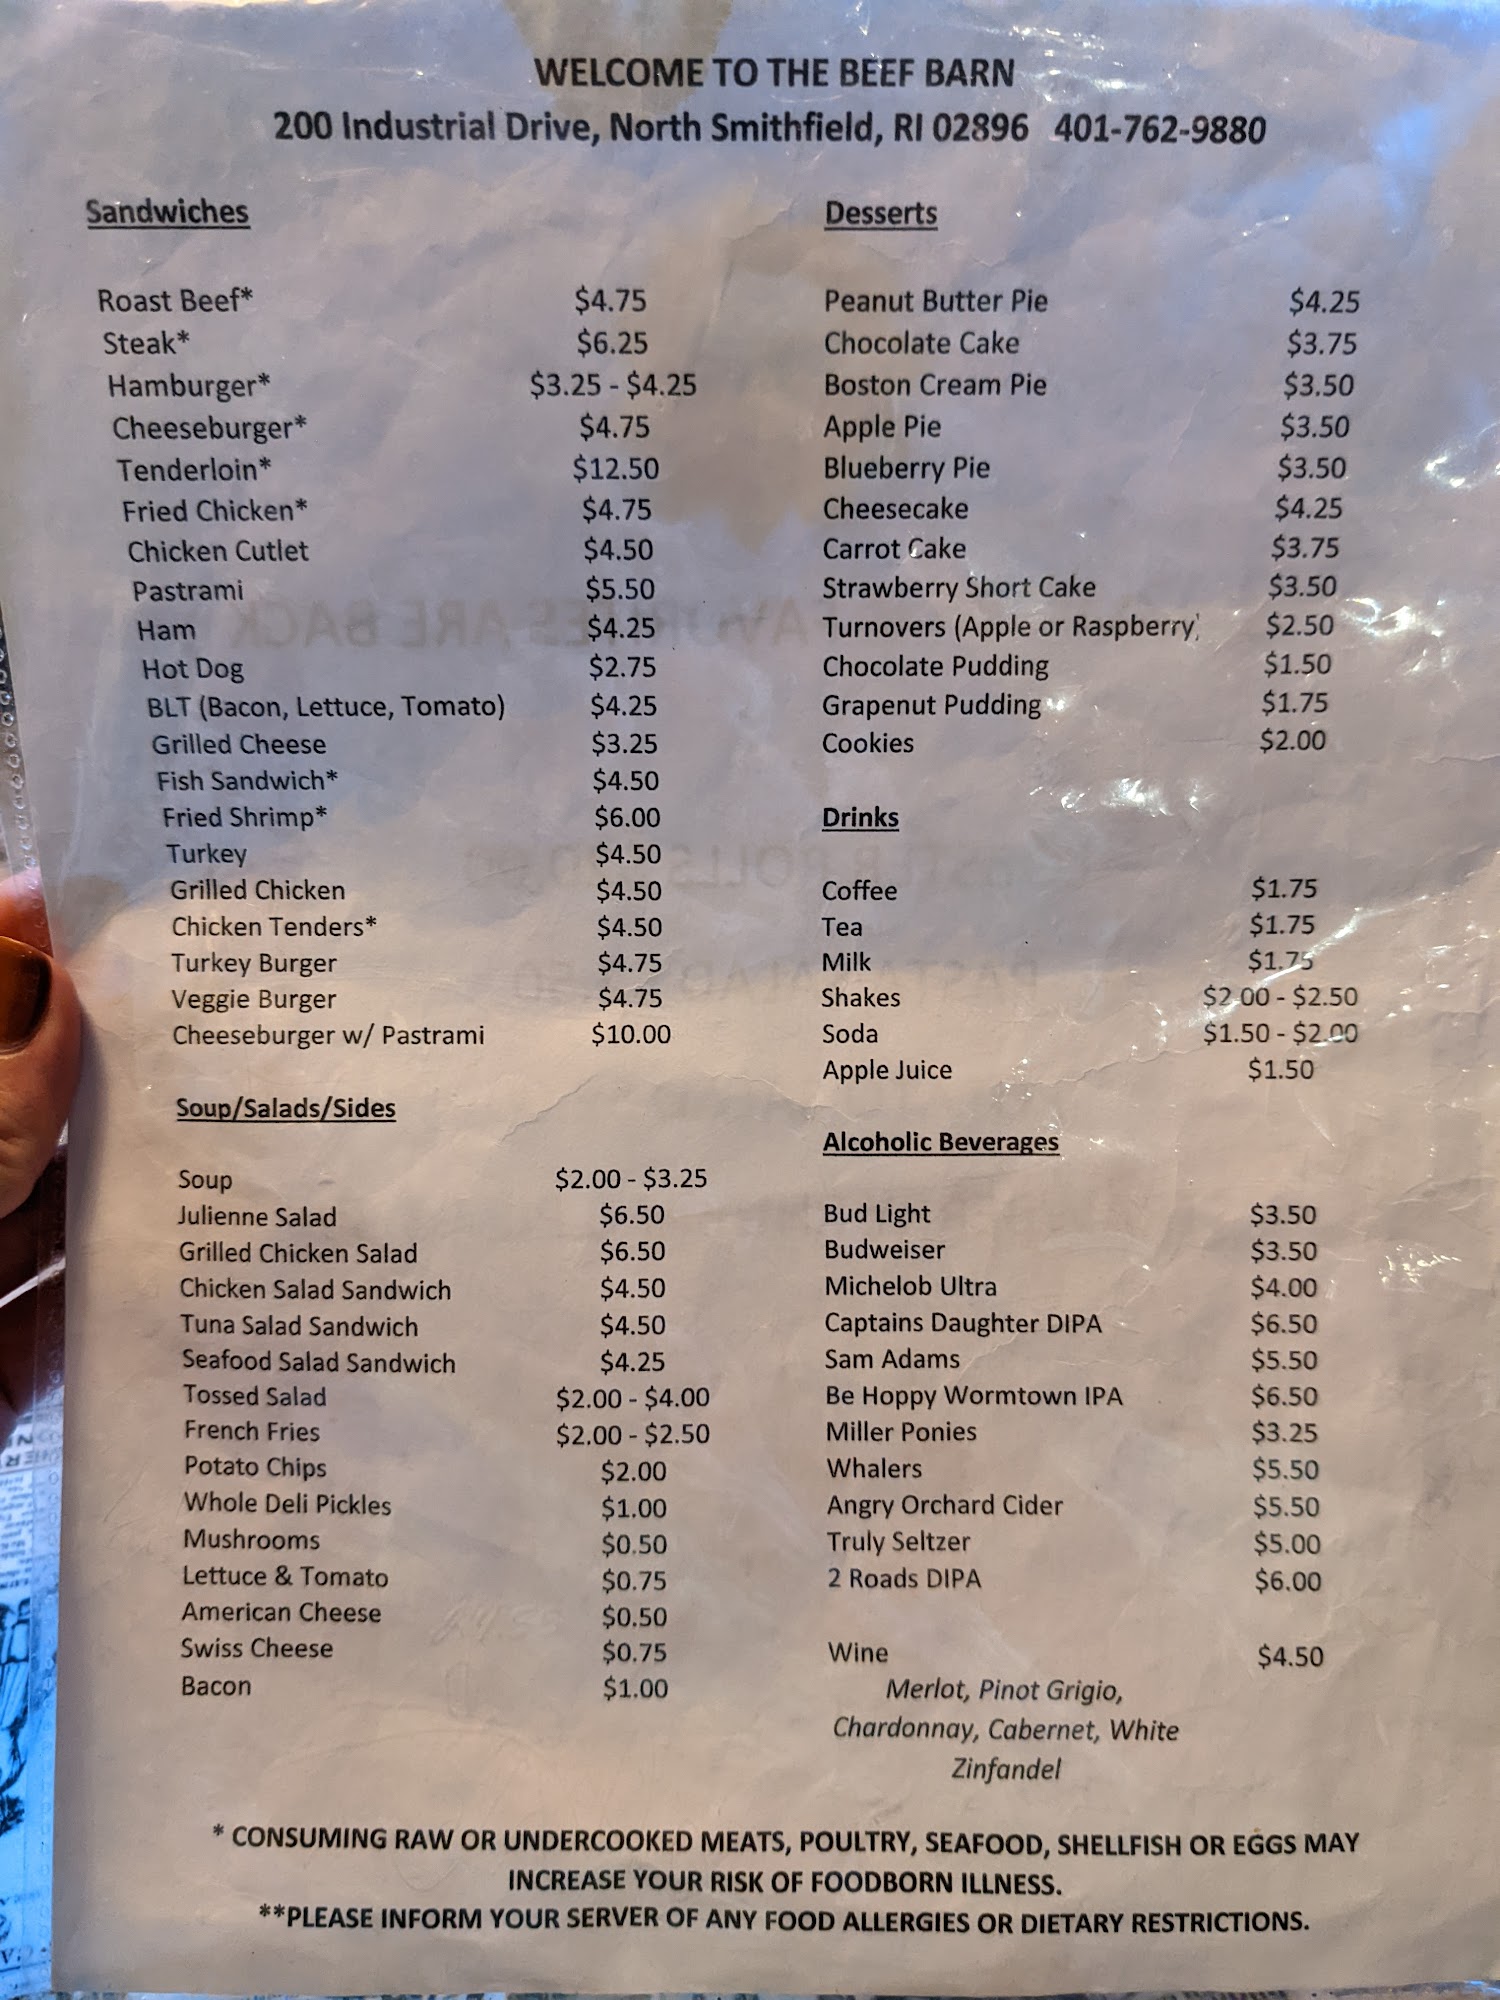 WELCOME TO THE BEEF BARN
200 Industrial Drive, North Smithfield, RI 02896 401-762-9880
Sandwiches
Roast Beef* $4.75
Steak* $6.25
Hamburger* $3.25 - $4.25
Cheeseburger* $4.75
Tenderloin* $12.50
Fried Chicken* $4.75
Chicken Cutlet $4.50
Pastrami $5.50
Ham $4.25
Hot Dog $2.75
BLT (Bacon, Lettuce, Tomato) $4.25
Grilled Cheese $3.25
Fish Sandwich* $4.50
Fried Shrimp* $6.00
Turkey $4.50
Grilled Chicken $4.50
Chicken Tenders* $4.50
Turkey Burger $4.75
Veggie Burger $4.75
Cheeseburger w/ Pastrami $10.00
Soup/Salads/Sides
Soup $2.00 - $3.25
Julienne Salad $6.50
Grilled Chicken Salad $6.50
Chicken Salad Sandwich $4.50
Tuna Salad Sandwich $4.50
Seafood Salad Sandwich $4.25
Tossed Salad $2.00 - $4.00
French Fries $2.00 - $2.50
Potato Chips $2.00
Whole Deli Pickles $1.00
Mushrooms $0.50
Lettuce & Tomato $0.75
American Cheese $0.50
Swiss Cheese $0.75
Bacon $1.00
Desserts
Peanut Butter Pie $4.25
Chocolate Cake $3.75
Boston Cream Pie $3.50
Apple Pie $3.50
Blueberry Pie $3.50
Cheesecake $4.25
Carrot Cake $3.75
Strawberry Short Cake $3.50
Turnovers (Apple or Raspberry) $2.50
Chocolate Pudding $1.50
Grapenut Pudding $1.75
Cookies $2.00
Drinks
Coffee $1.75
Tea $1.75
Milk $1.75
Shakes $2.00 - $2.50
Soda $1.50 - $2.00
Apple Juice $1.50
Alcoholic Beverages
Bud Light $3.50
Budweiser $3.50
Michelob Ultra $4.00
Captains Daughter DIPA $6.50
Sam Adams $5.50
Be Hoppy Wormtown IPA $6.50
Miller Ponies $3.25
Whalers $5.50
Angry Orchard Cider $5.50
Truly Seltzer $5.00
2 Roads DIPA $6.00
Wine $4.50
Merlot, Pinot Grigio,
Chardonnay, Cabernet, White
Zinfandel
* CONSUMING RAW OR UNDERCOOKED MEATS, POULTRY, SEAFOOD, SHELLFISH OR EGGS MAY
INCREASE YOUR RISK OF FOODBORN ILLNESS.
**PLEASE INFORM YOUR SERVER OF ANY FOOD ALLERGIES OR DIETARY RESTRICTIONS.